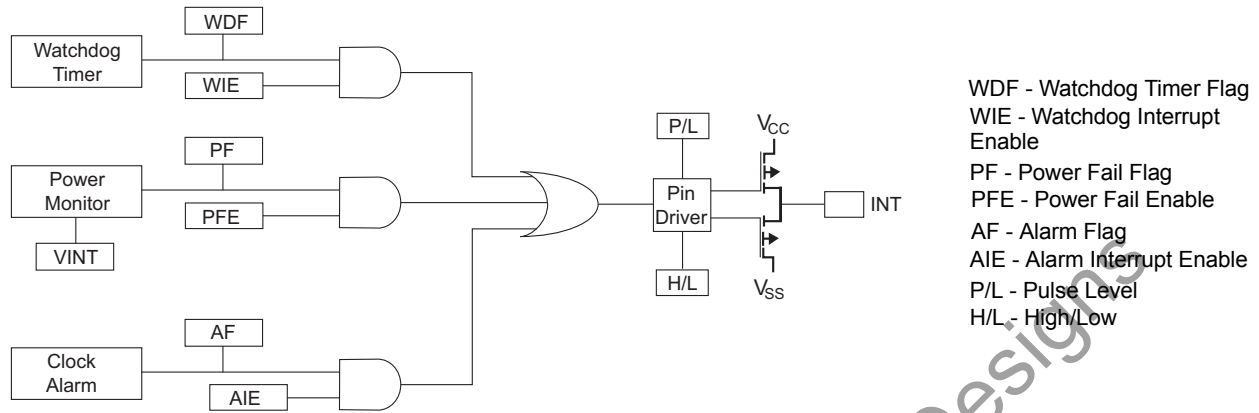 WDF
Watchdog
Timer
WIE
P/L
VCC
PF
Power
Monitor
PFE
VINT
Pin
Driver
INT
H/L
VSS
AF
Clock
Alarm
AIE
WDF - Watchdog Timer Flag
WIE - Watchdog Interrupt
Enable
PF - Power Fail Flag
PFE - Power Fail Enable
AF - Alarm Flag
AIE - Alarm Interrupt Enable
P/L - Pulse Level
H/L - High/Low
Designs